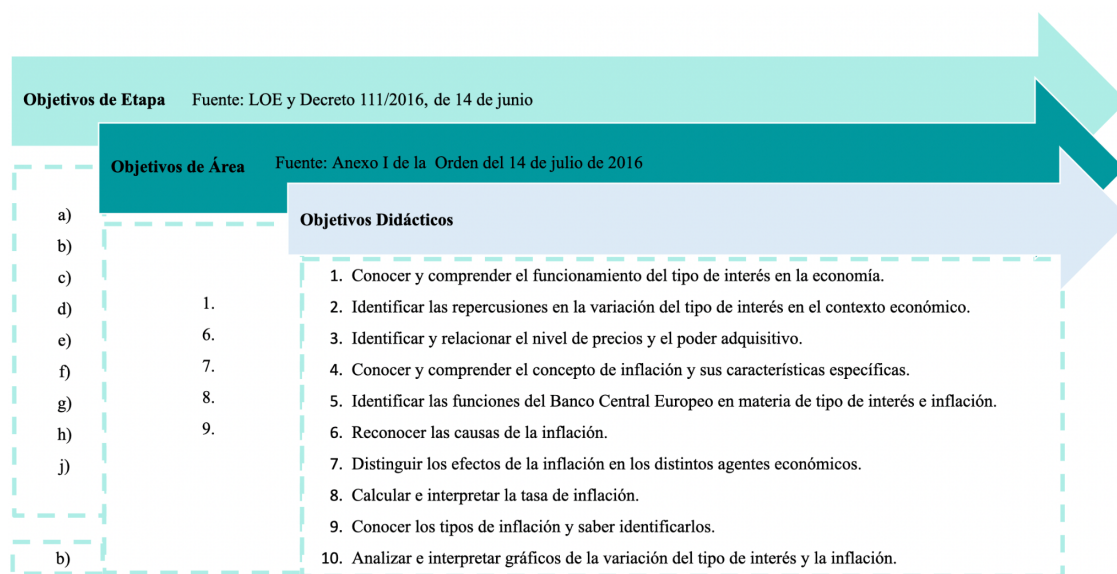 Objetivos de Etapa Fuente: LOE y Decreto 111/2016, de 14 de junio
Objetivos de Área Fuente: Anexo I de la Orden del 14 de julio de 2016
Objetivos Didácticos
a)
b)
c)
d)
e)
f)
g)
h)
j)
b)
1.
6.
7.
8.
9.
1. Conocer y comprender el funcionamiento del tipo de interés en la economía.
2. Identificar las repercusiones en la variación del tipo de interés en el contexto económico.
3. Identificar y relacionar el nivel de precios y el poder adquisitivo.
4. Conocer y comprender el concepto de inflación y sus características específicas.
5. Identificar las funciones del Banco Central Europeo en materia de tipo de interés e inflación.
6. Reconocer las causas de la inflación.
7. Distinguir los efectos de la inflación en los distintos agentes económicos.
8. Calcular e interpretar la tasa de inflación.
9. Conocer los tipos de inflación y saber identificarlos.
10. Analizar e interpretar gráficos de la variación del tipo de interés y la inflación.